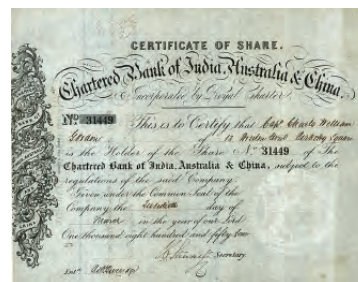 CERTIFICATE OF SHARE.
Chartered Bank of India, Australia & China.
Incorporated by Royal Charter
No. 31449 This is to Certify that Capt Charles William
is the Holder of the Share No. 31449 of The
Chartered Bank of India, Australia & China, subject to the
regulations of the said Company.
Given under the Common Seal of the
Company the day of
in the year of our Lord
One thousand eight hundred and fifty
Secretary.